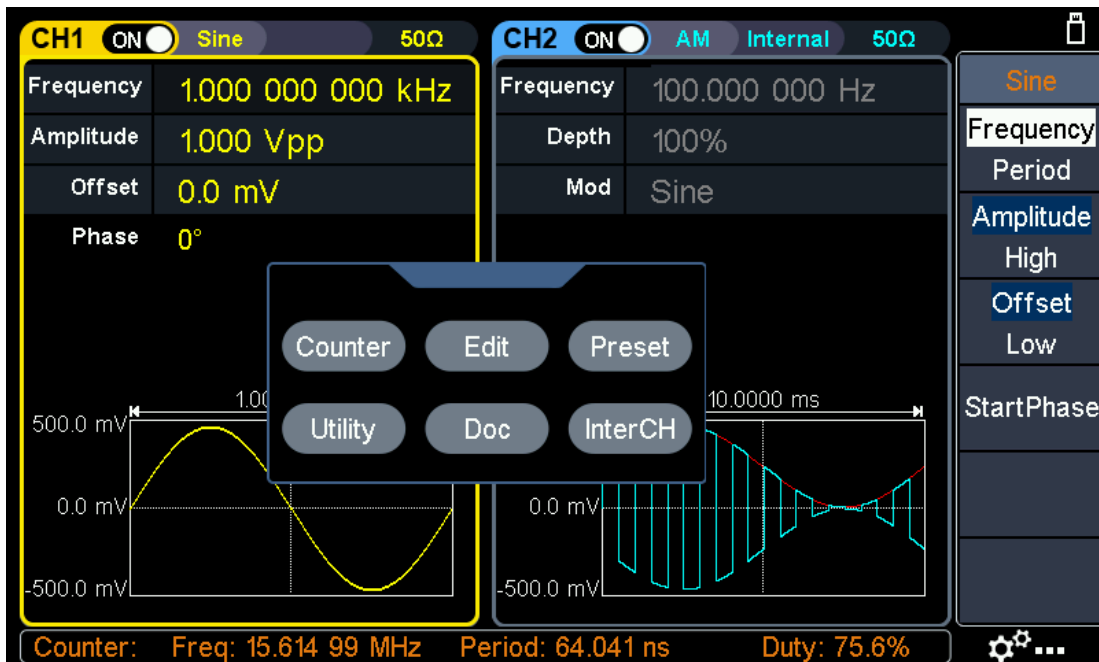 CH1 ON Sine 50Ω
Frequency 1.000 000 000 kHz
Amplitude 1.000 Vpp
Offset 0.0 mV
Phase 0°
500.0 mV
0.0 mV
-500.0 mV
1.00
CH2 ON AM Internal 50Ω
Frequency 100.000 000 Hz
Depth 100%
Mod Sine
10.0000 ms
0.0 mV
-500.0 mV
Counter Edit Preset
Utility Doc InterCH
Sine
Frequency
Period
Amplitude
High
Offset
Low
StartPhase
Counter: Freq: 15.614 99 MHz Period: 64.041 ns Duty: 75.6%